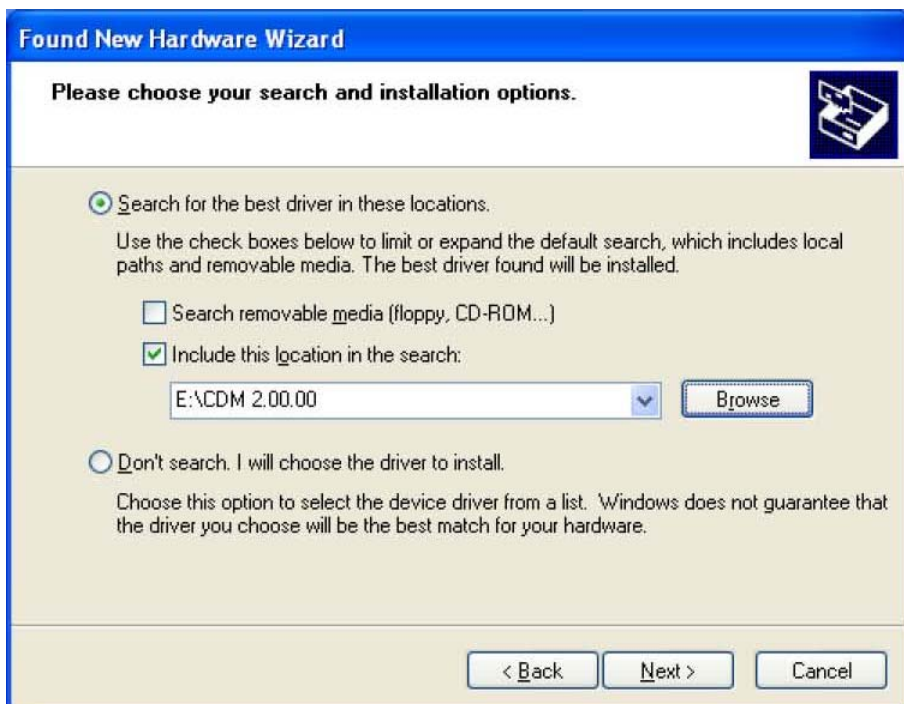 Found New Hardware Wizard
Please choose your search and installation options.
Search for the best driver in these locations.
Use the check boxes below to limit or expand the default search, which includes local
paths and removable media. The best driver found will be installed.
Search removable media (floppy, CD-ROM...)
Include this location in the search:
E:\CDM 2.00.00
Browse
Don't search. I will choose the driver to install.
Choose this option to select the device driver from a list. Windows does not guarantee that
the driver you choose will be the best match for your hardware.
< Back
Next >
Cancel